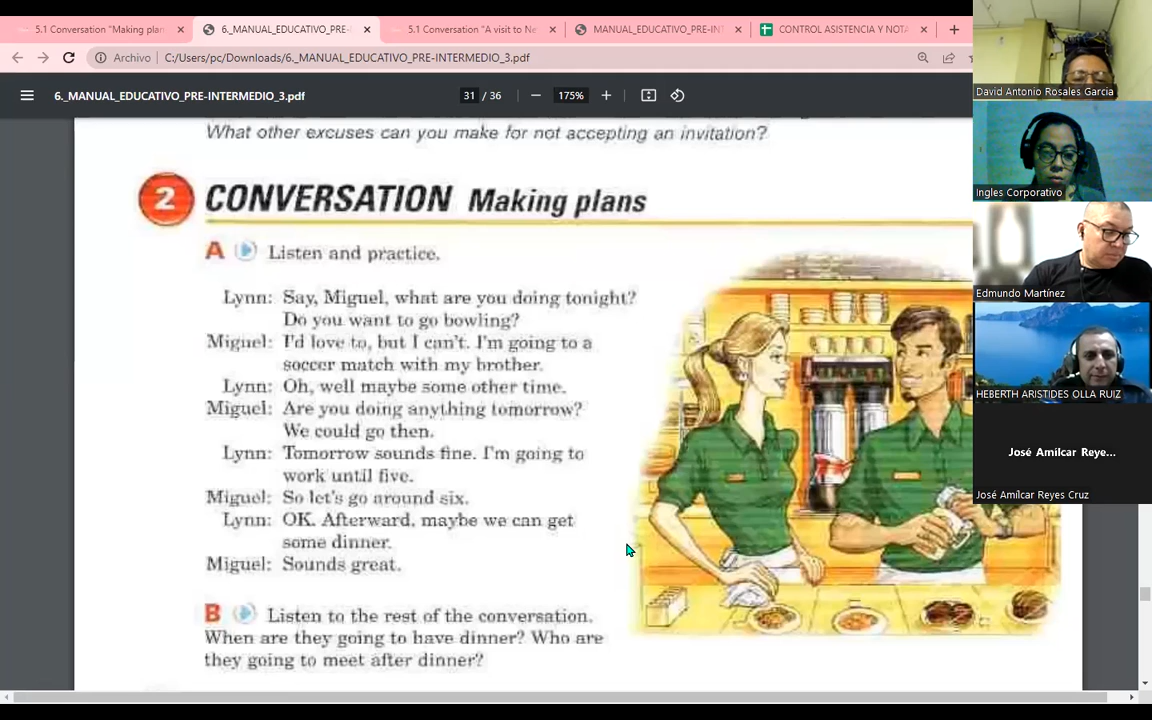 5.1 Conversation "Making plan
6._MANUAL_EDUCATIVO_PRE-
5.1 Conversation "A visit to Ne
MANUAL_EDUCATIVO_PRE-INT
CONTROL ASISTENCIA Y NOTA
Archivo C:/Users/pc/Downloads/6._MANUAL_EDUCATIVO_PRE-INTERMEDIO_3.pdf
6._MANUAL_EDUCATIVO_PRE-INTERMEDIO_3.pdf
31 / 36
175%
What other excuses can you make for not accepting an invitation?
2 CONVERSATION Making plans
A Listen and practice.
Lynn: Say, Miguel, what are you doing tonight?
Do you want to go bowling?
Miguel: I'd love to, but I can't. I'm going to a
soccer match with my brother.
Lynn: Oh, well maybe some other time.
Miguel: Are you doing anything tomorrow?
We could go then.
Lynn: Tomorrow sounds fine. I'm going to
work until five.
Miguel: So let's go around six.
Lynn: OK. Afterward, maybe we can get
some dinner.
Miguel: Sounds great.
B Listen to the rest of the conversation.
When are they going to have dinner? Who are
they going to meet after dinner?
David Antonio Rosales Garcia
Ingles Corporativo
Edmundo Martínez
HEBERTH ARISTIDES OLLA RUIZ
José Amilcar Reye...
José Amílcar Reyes Cruz